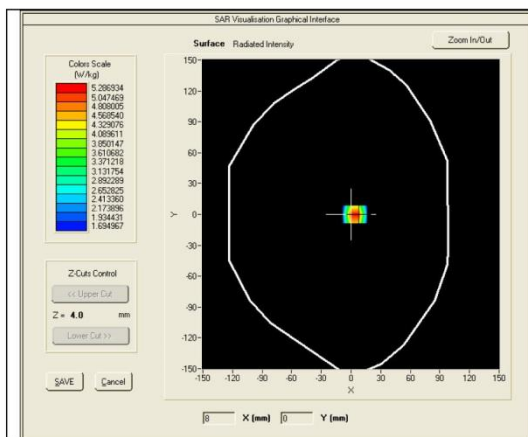 SAR Visualisation Graphical Interface
Surface Radiated Intensity
Zoom In/Out
Colors Scale
(W/kg)
5.286934
5.047469
4.808005
4.568540
4.329076
4.089611
3.850147
3.610682
3.371218
3.131754
2.892289
2.652825
2.413360
2.173896
1.934431
1.694967
150
120
90
60
30
0
-30
-60
-90
-120
-150
Y
-150 -120 -90 -60 -30 0 30 60 90 120 150
X
Z-Cuts Control
<< Upper Cut
Z = 4.0 mm
Lower Cut >>
SAVE Cancel
8 X (mm) 0 Y (mm)